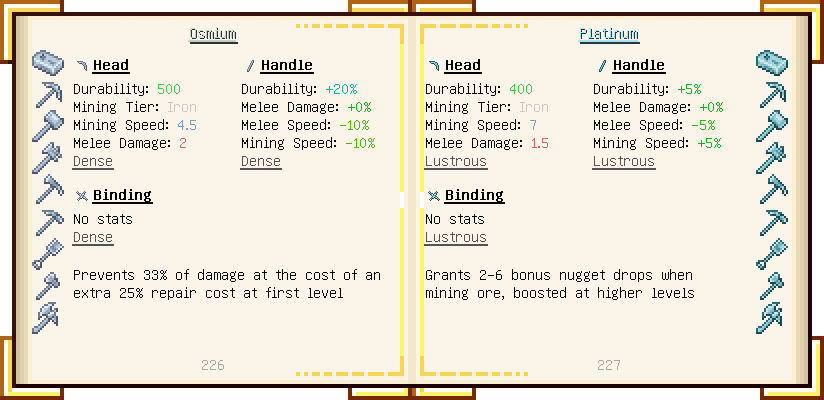 Osmium
Head
Durability: 500
Mining Tier: Iron
Mining Speed: 4.5
Melee Damage: 2
Dense
Handle
Durability: +20%
Melee Damage: +0%
Melee Speed: -10%
Mining Speed: -10%
Dense
Binding
No stats
Dense
Prevents 33% of damage at the cost of an
extra 25% repair cost at first level
226
Platinum
Head
Durability: 400
Mining Tier: Iron
Mining Speed: 7
Melee Damage: 1.5
Lustrous
Handle
Durability: +5%
Melee Damage: +0%
Melee Speed: -5%
Mining Speed: +5%
Lustrous
Binding
No stats
Lustrous
Grants 2-6 bonus nugget drops when
mining ore, boosted at higher levels
227